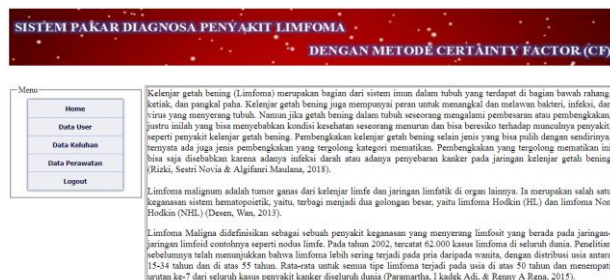 SISTEM PAKAR DIAGNOSA PENYAKIT LIMFOMA
DENGAN METODE CERTAINTY FACTOR (CF)
Menu
Home
Data User
Data Keluhan
Data Perawatan
Logout
Kelenjar getah bening (Limfoma) merupakan bagian dari sistem imun dalam tubuh yang terdapat di bagian bawah rahang,
ketiak, dan pangkal paha. Kelenjar getah bening juga mempunyai peran untuk menangkal dan melawan bakteri, infeksi, dan
virus yang menyerang tubuh. Namun jika getah bening dalam tubuh seseorang mengalami pembesaran atau pembengkakan,
justru inilah yang bisa menyebabkan kondisi kesehatan seseorang menurun dan bisa beresiko terhadap munculnya penyakit,
seperti penyakit kelenjar getah bening. Pembengkakan kelenjar getah bening selain jenis yang bisa pulih dengan sendirinya,
ternyata ada juga jenis pembengkakan yang tergolong kategori mematikan. Pembengkakan yang tergolong mematikan ini
bisa saja disebabkan karena adanya infeksi darah atau adanya penyebaran kanker pada jaringan kelenjar getah bening
(Rizki, Sestri Novia & Algifanri Maulana, 2018).
Limfoma malignum adalah tumor ganas dari kelenjar limfe dan jaringan limfatik di organ lainnya. Ia merupakan salah satu
keganasan sistem hematopoietik, yaitu, terbagi menjadi dua golongan besar, yaitu limfoma Hodkin (HL) dan limfoma Non
Hodkin (NHL) (Desen, Wan, 2013).
Limfoma Maligna didefinisikan sebagai sebuah penyakit keganasan yang menyerang limfosit yang berada pada jaringan-
jaringan limfoid contohnya seperti nodus limfe. Pada tahun 2002, tercatat 62.000 kasus limfoma di seluruh dunia. Penelitian
sebelumnya telah menunjukkan bahwa limfoma lebih sering terjadi pada pria daripada wanita, dengan distribusi usia antara
15-34 tahun dan di atas 55 tahun. Rata-rata untuk semua tipe limfoma terjadi pada usia di atas 50 tahun dan menempati
urutan ke-7 dari seluruh kasus penyakit kanker diseluruh dunia (Paramartha, I kadek Adi, & Renny A Rena, 2015).